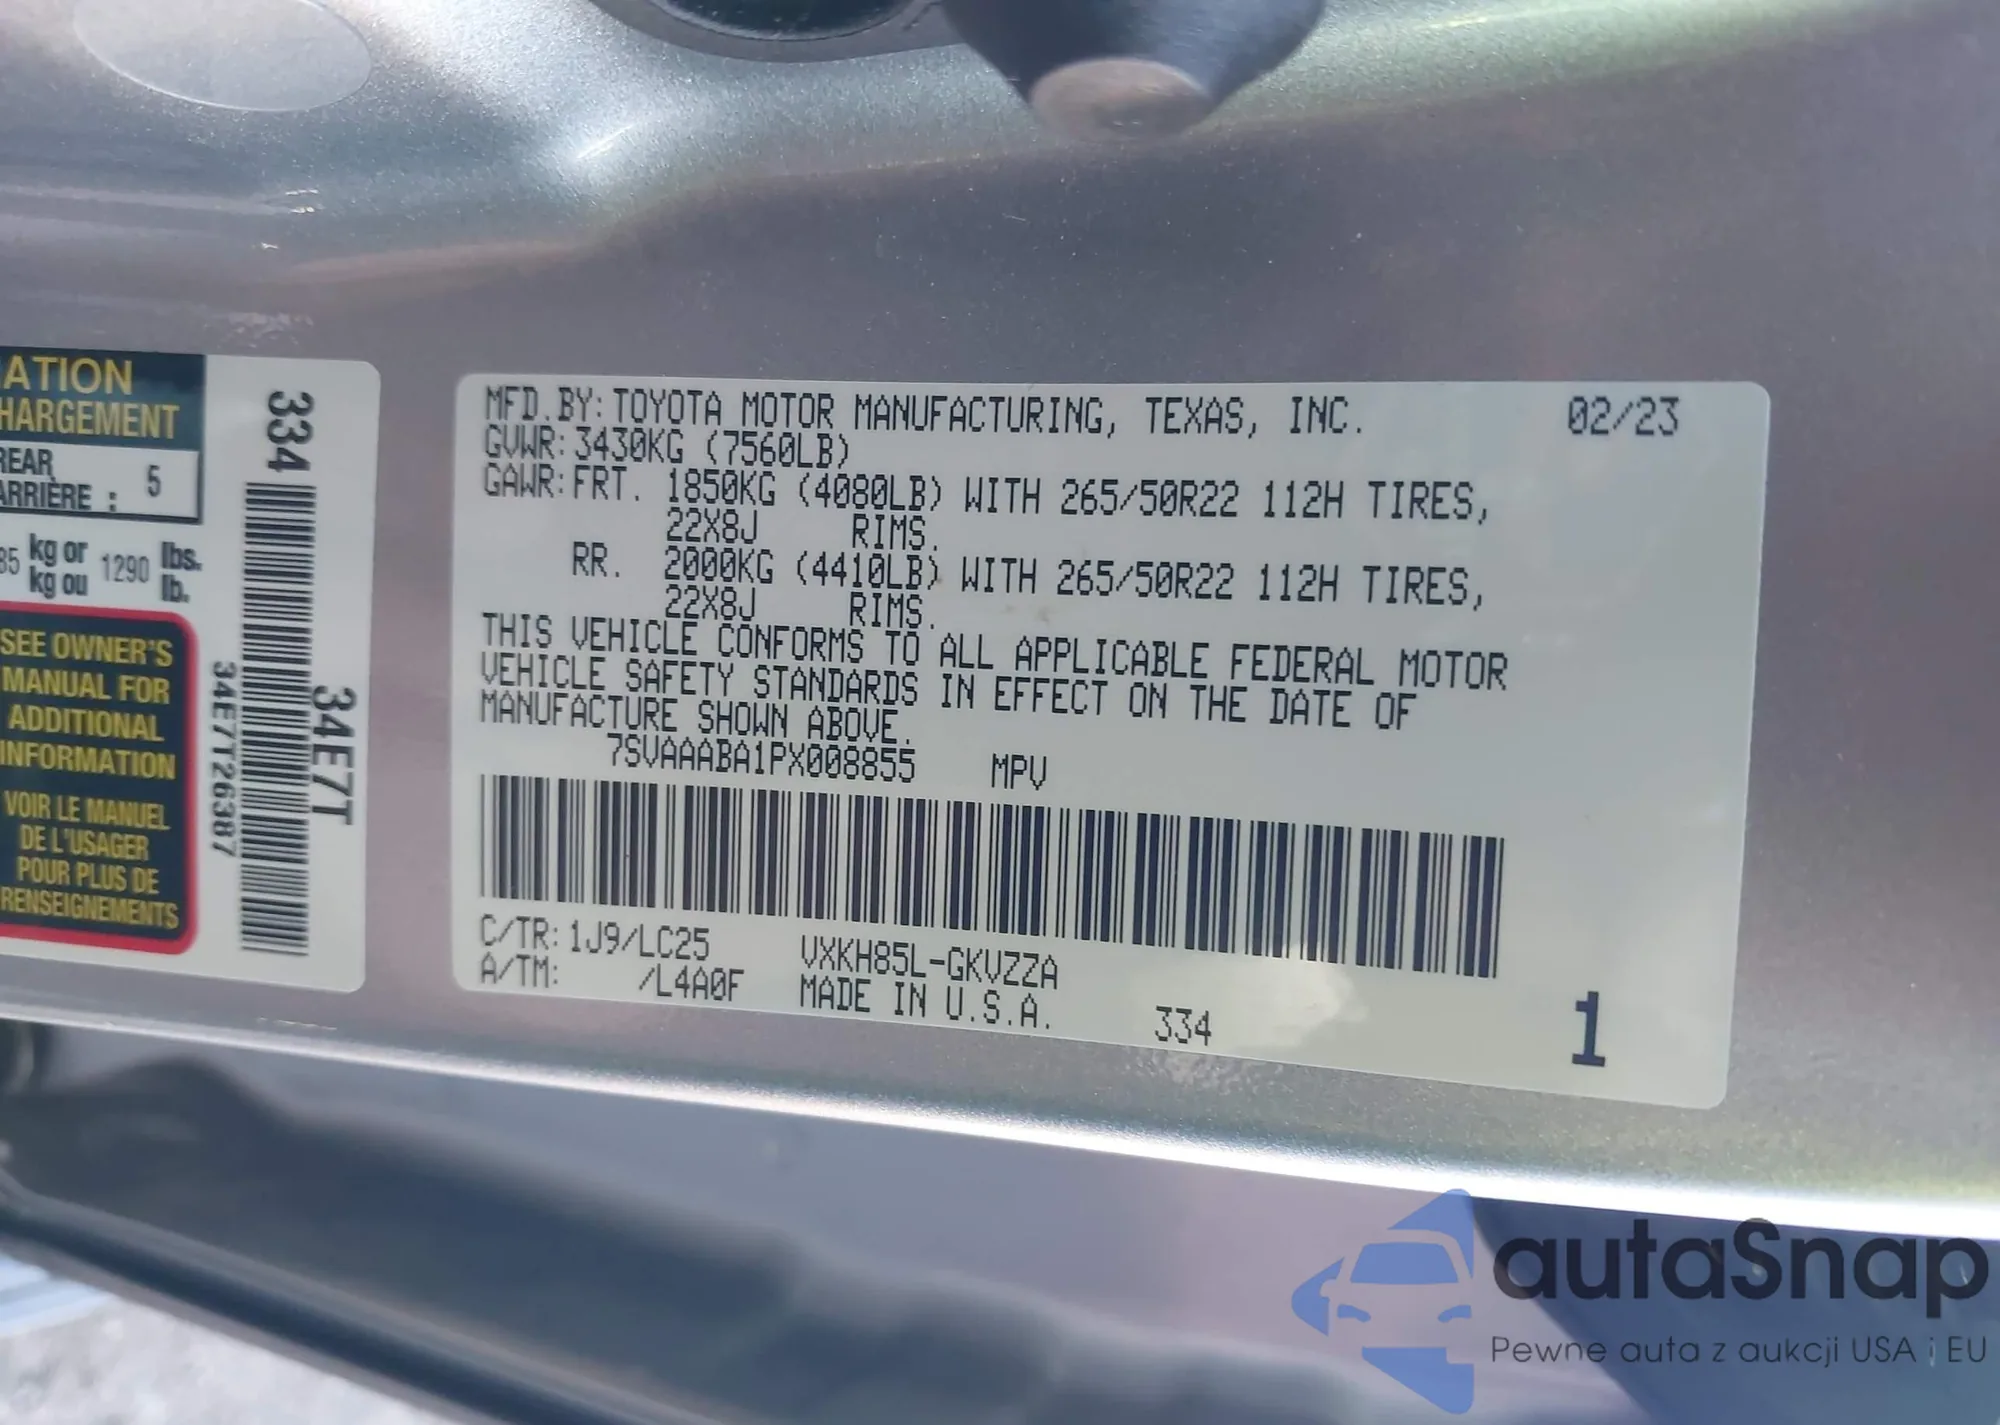 ATION
HARGEMENT
REAR
ARRIÈRE : 5
85 kg or 1290 lbs.
kg ou lb.
SEE OWNER'S
MANUAL FOR
ADDITIONAL
INFORMATION
VOIR LE MANUEL
DE L'USAGER
POUR PLUS DE
RENSEIGNEMENTS
334
34E7T26387
34E7T
MFD.BY:TOYOTA MOTOR MANUFACTURING, TEXAS, INC. 02/23
GVWR:3430KG (7560LB)
GAWR:FRT. 1850KG (4080LB) WITH 265/50R22 112H TIRES,
22X8J RIMS.
RR. 2000KG (4410LB) WITH 265/50R22 112H TIRES,
22X8J RIMS.
THIS VEHICLE CONFORMS TO ALL APPLICABLE FEDERAL MOTOR
VEHICLE SAFETY STANDARDS IN EFFECT ON THE DATE OF
MANUFACTURE SHOWN ABOVE.
7SVAAABA1PX008855 MPV
C/TR:1J9/LC25 VXKH85L-GKVZZA
A/TM: /L4A0F MADE IN U.S.A. 334 1
autaSnap
Pewne auta z aukcji USA i EU